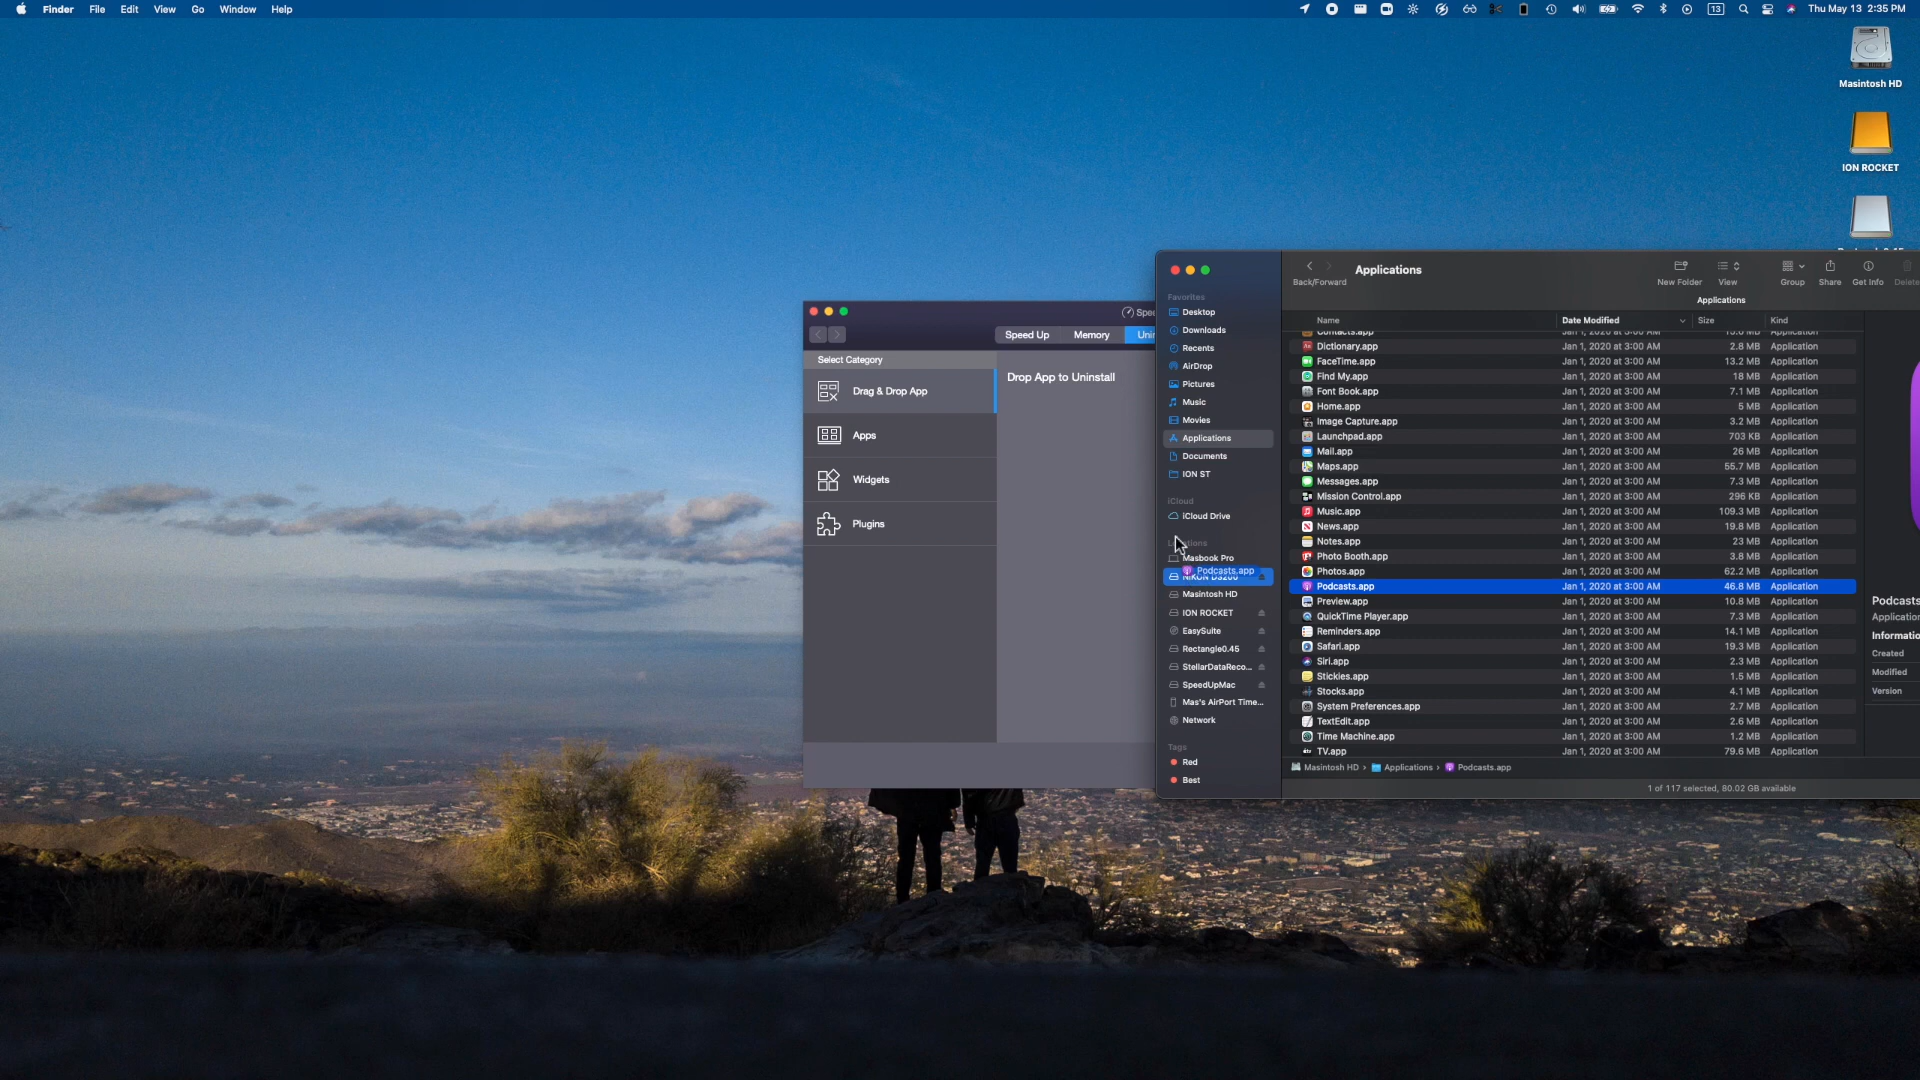 Finder File Edit View Go Window Help
13 Thu May 13 2:35 PM
Masintosh HD
ION ROCKET
Back/Forward
Applications
New Folder View Group Share Get Info Delete
Applications
Favorites
Desktop
Downloads
Recents
AirDrop
Pictures
Music
Movies
Applications
Documents
ION ST
iCloud
iCloud Drive
Masbook Pro
Podcasts.app
NIKON D3200
Masintosh HD
ION ROCKET
EasySuite
Rectangle0.45
StellarDataReco...
SpeedUpMac
Mas's AirPort Time...
Network
Tags
Red
Best
Name Date Modified Size Kind
Contacts.app Jan 1, 2020 at 3:00 AM Application
Dictionary.app Jan 1, 2020 at 3:00 AM 2.8 MB Application
FaceTime.app Jan 1, 2020 at 3:00 AM 13.2 MB Application
Find My.app Jan 1, 2020 at 3:00 AM 18 MB Application
Font Book.app Jan 1, 2020 at 3:00 AM 7.1 MB Application
Home.app Jan 1, 2020 at 3:00 AM 5 MB Application
Image Capture.app Jan 1, 2020 at 3:00 AM 3.2 MB Application
Launchpad.app Jan 1, 2020 at 3:00 AM 703 KB Application
Mail.app Jan 1, 2020 at 3:00 AM 26 MB Application
Maps.app Jan 1, 2020 at 3:00 AM 55.7 MB Application
Messages.app Jan 1, 2020 at 3:00 AM 7.3 MB Application
Mission Control.app Jan 1, 2020 at 3:00 AM 296 KB Application
Music.app Jan 1, 2020 at 3:00 AM 109.3 MB Application
News.app Jan 1, 2020 at 3:00 AM 19.8 MB Application
Notes.app Jan 1, 2020 at 3:00 AM 23 MB Application
Photo Booth.app Jan 1, 2020 at 3:00 AM 3.8 MB Application
Photos.app Jan 1, 2020 at 3:00 AM 62.2 MB Application
Podcasts.app Jan 1, 2020 at 3:00 AM 46.8 MB Application
Preview.app Jan 1, 2020 at 3:00 AM 10.8 MB Application
QuickTime Player.app Jan 1, 2020 at 3:00 AM 7.3 MB Application
Reminders.app Jan 1, 2020 at 3:00 AM 14.1 MB Application
Safari.app Jan 1, 2020 at 3:00 AM 19.3 MB Application
Siri.app Jan 1, 2020 at 3:00 AM 2.3 MB Application
Stickies.app Jan 1, 2020 at 3:00 AM 1.5 MB Application
Stocks.app Jan 1, 2020 at 3:00 AM 4.1 MB Application
System Preferences.app Jan 1, 2020 at 3:00 AM 2.7 MB Application
TextEdit.app Jan 1, 2020 at 3:00 AM 2.6 MB Application
Time Machine.app Jan 1, 2020 at 3:00 AM 1.2 MB Application
TV.app Jan 1, 2020 at 3:00 AM 79.6 MB Application
Podcasts
Applicatio
Informatio
Created
Modified
Version
Masintosh HD › Applications › Podcasts.app
1 of 117 selected, 80.02 GB available
Spee
Speed Up Memory Unin
Select Category
Drag & Drop App
Apps
Widgets
Plugins
Drop App to Uninstall